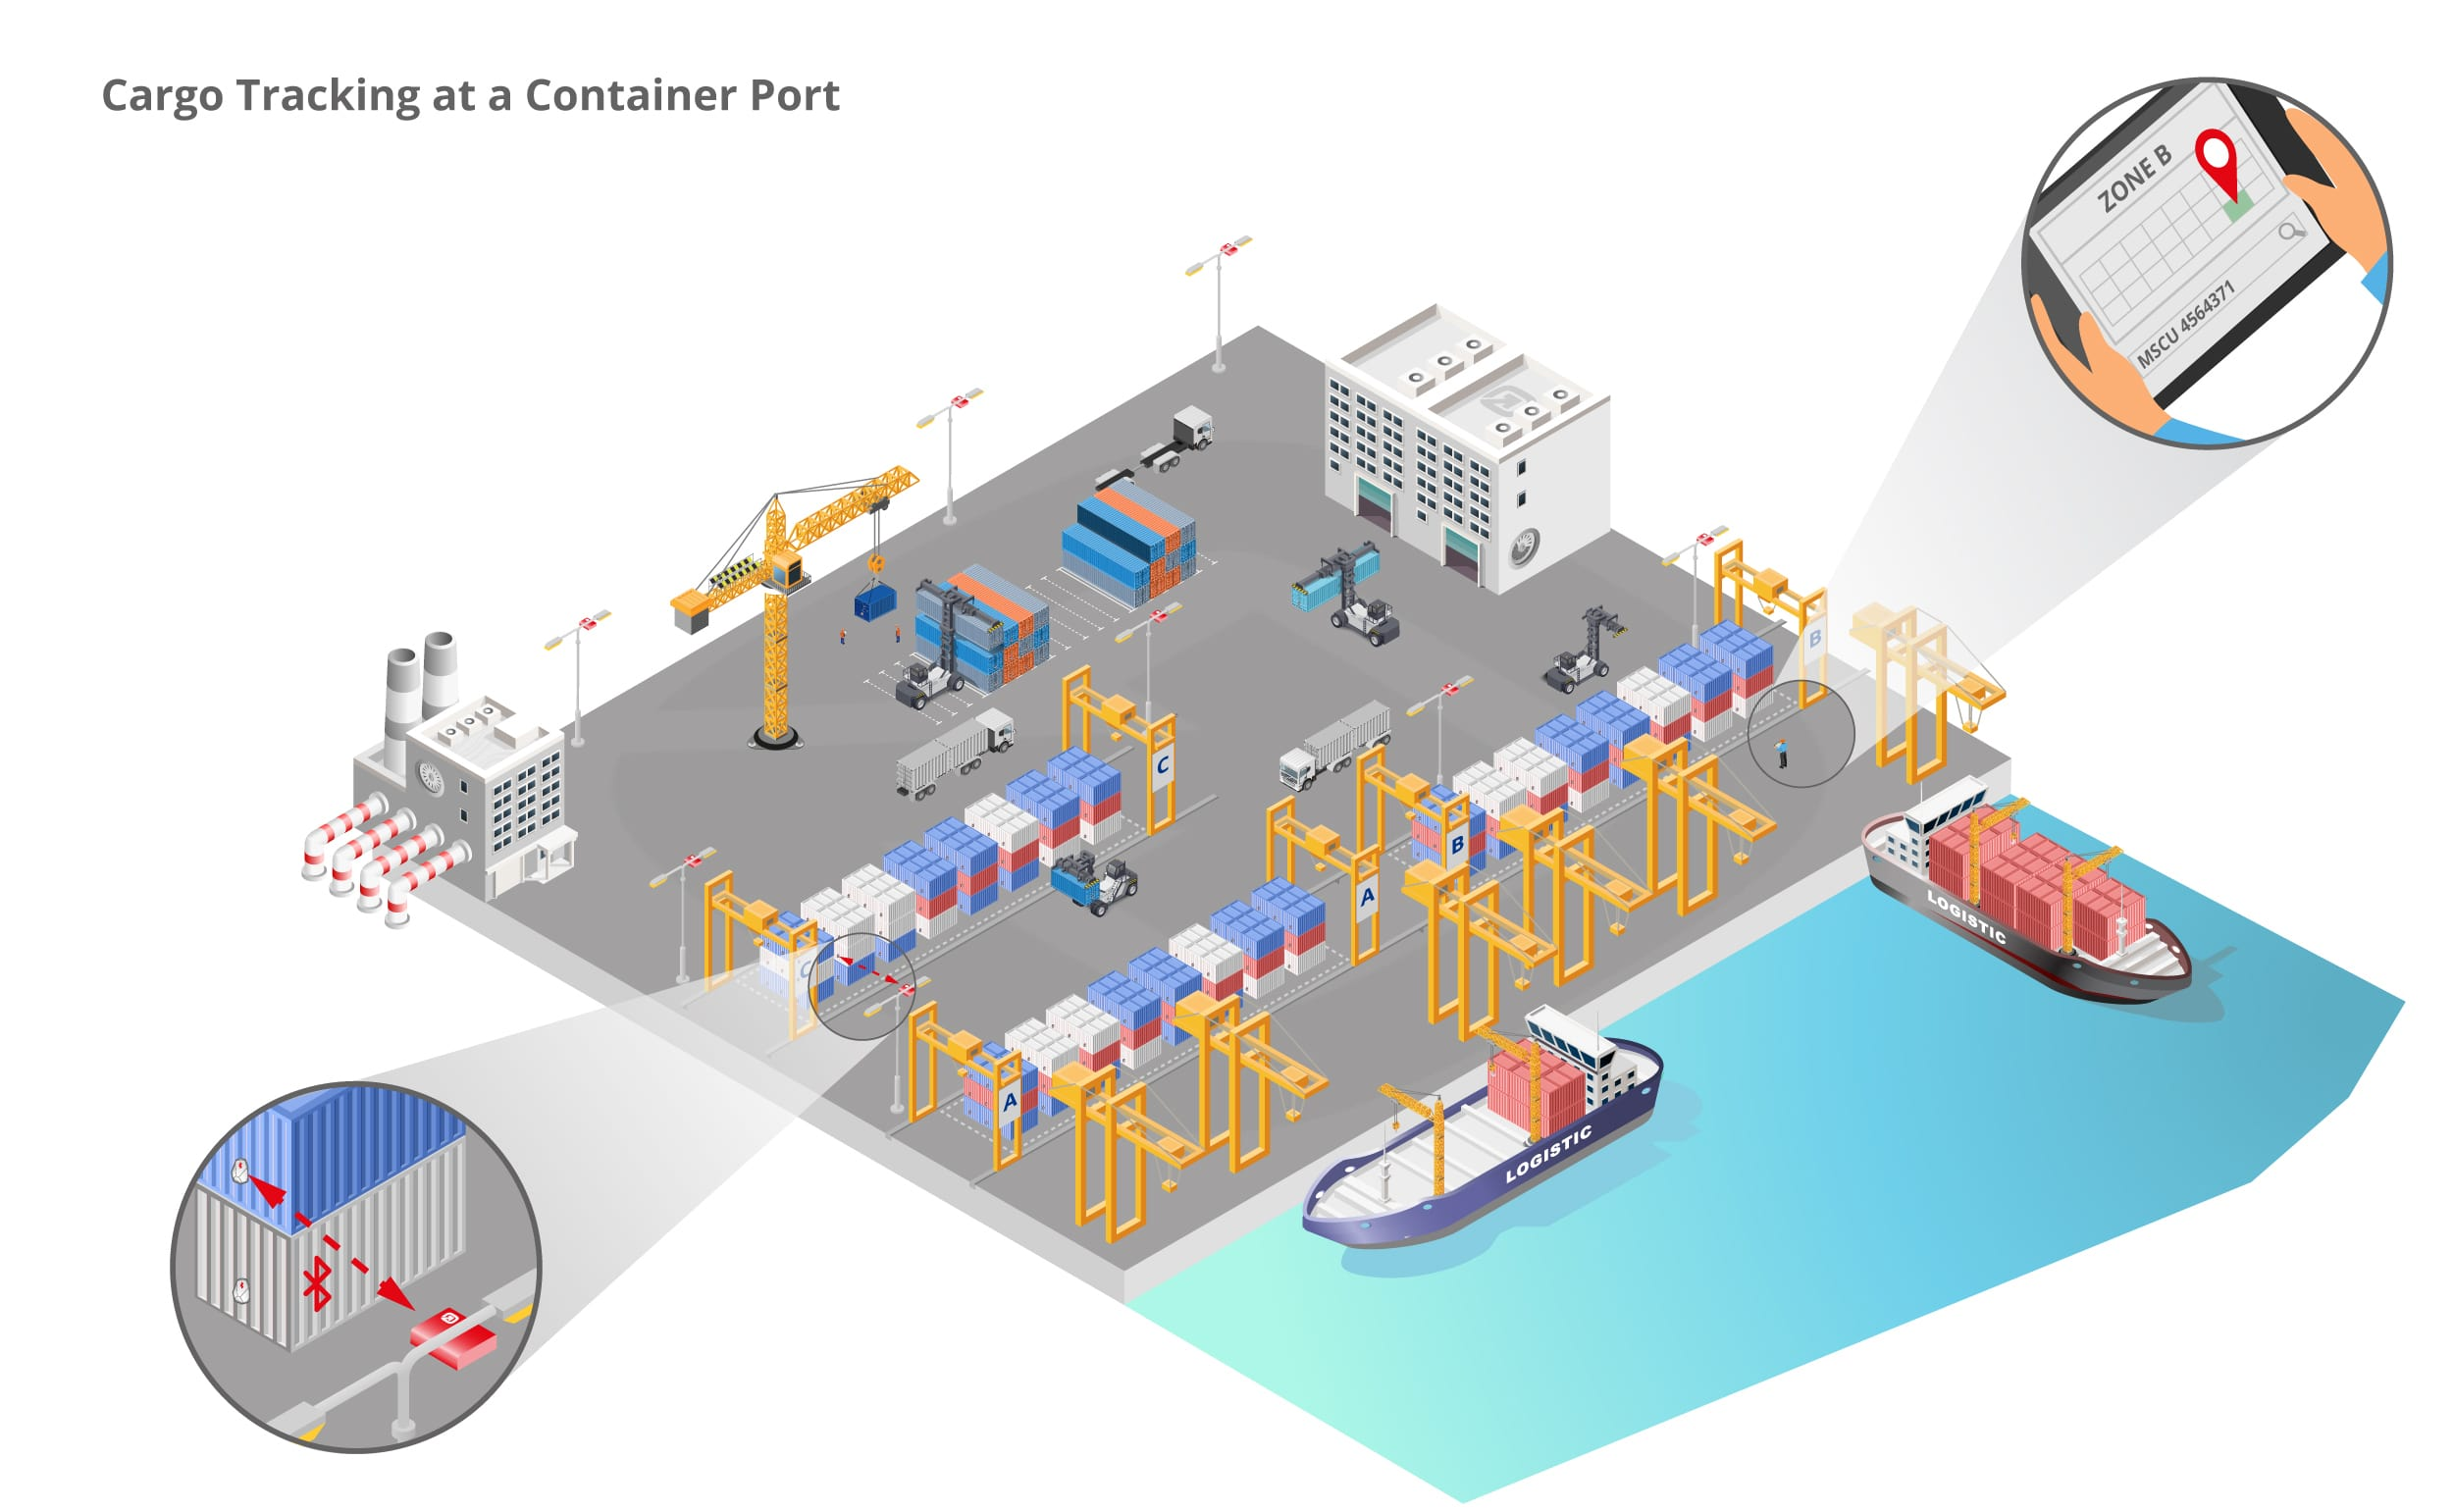 Cargo Tracking at a Container Port
ZONE B
MSCU 4564371
B
C
B
A
C
A
LOGISTIC
LOGISTIC